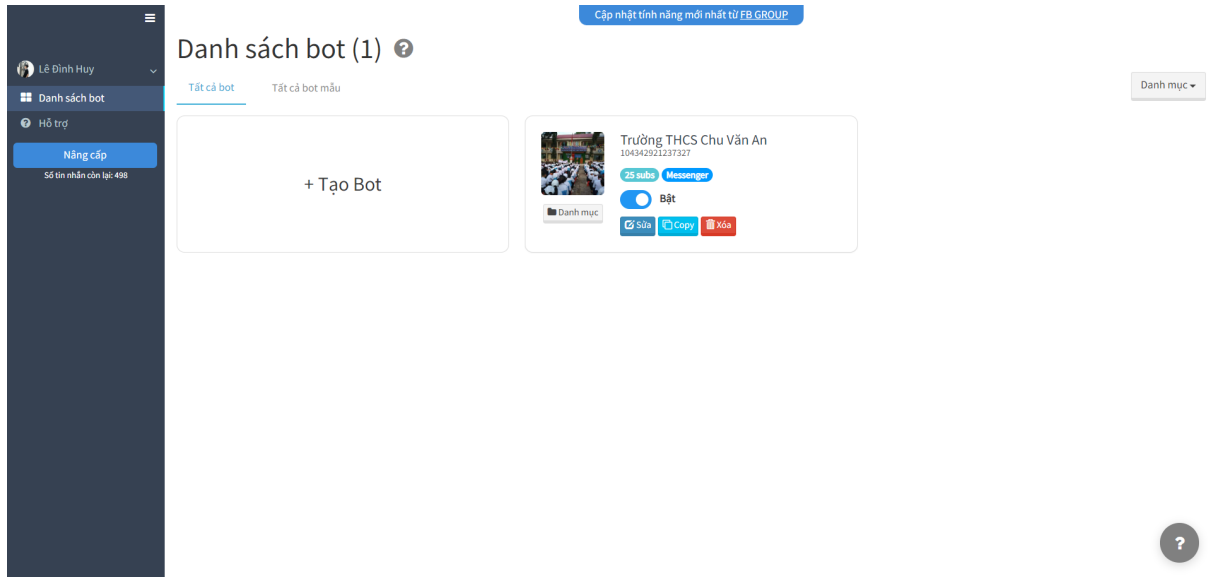 Cập nhật tính năng mới nhất từ FB GROUP
Lê Đình Huy
Danh sách bot
Hỗ trợ
Nâng cấp
Số tin nhắn còn lại: 498
Danh sách bot (1) ?
Tất cả bot
Tất cả bot mẫu
Danh mục
+ Tạo Bot
Trường THCS Chu Văn An
104342921237327
25 subs Messenger
Bật
Danh mục
Sửa Copy Xóa
?